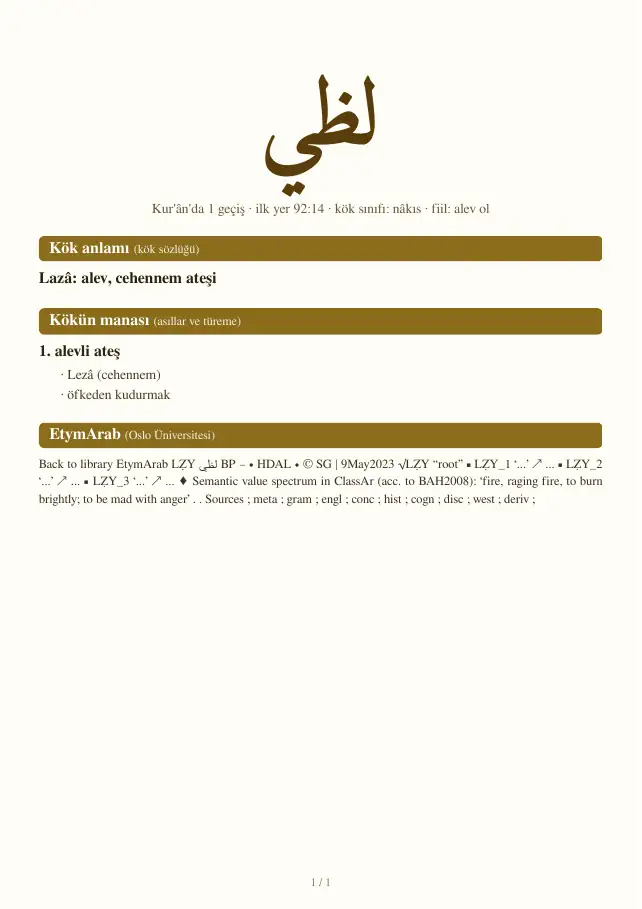 لظي
Kur'ân'da 1 geçiş · ilk yer 92:14 · kök sınıfı: nâkıs · fiil: alev ol
Kök anlamı (kök sözlüğü)
Lazâ: alev, cehennem ateşi
Kökün manası (asıllar ve türeme)
1. alevli ateş
· Lezâ (cehennem)
· öfkeden kudurmak
EtymArab (Oslo Üniversitesi)
Back to library EtymArab LẒY لظي BP – • HDAL • © SG | 9May2023 √LẒY “root” ▪ LẒY_1 ‘…’ ↗ ... ▪ LẒY_2
‘…’ ↗ ... ▪ LẒY_3 ‘…’ ↗ ... ♦ Semantic value spectrum in ClassAr (acc. to BAH2008): ‘fire, raging fire, to burn
brightly; to be mad with anger’ . . Sources ; meta ; gram ; engl ; conc ; hist ; cogn ; disc ; west ; deriv ;
1 / 1